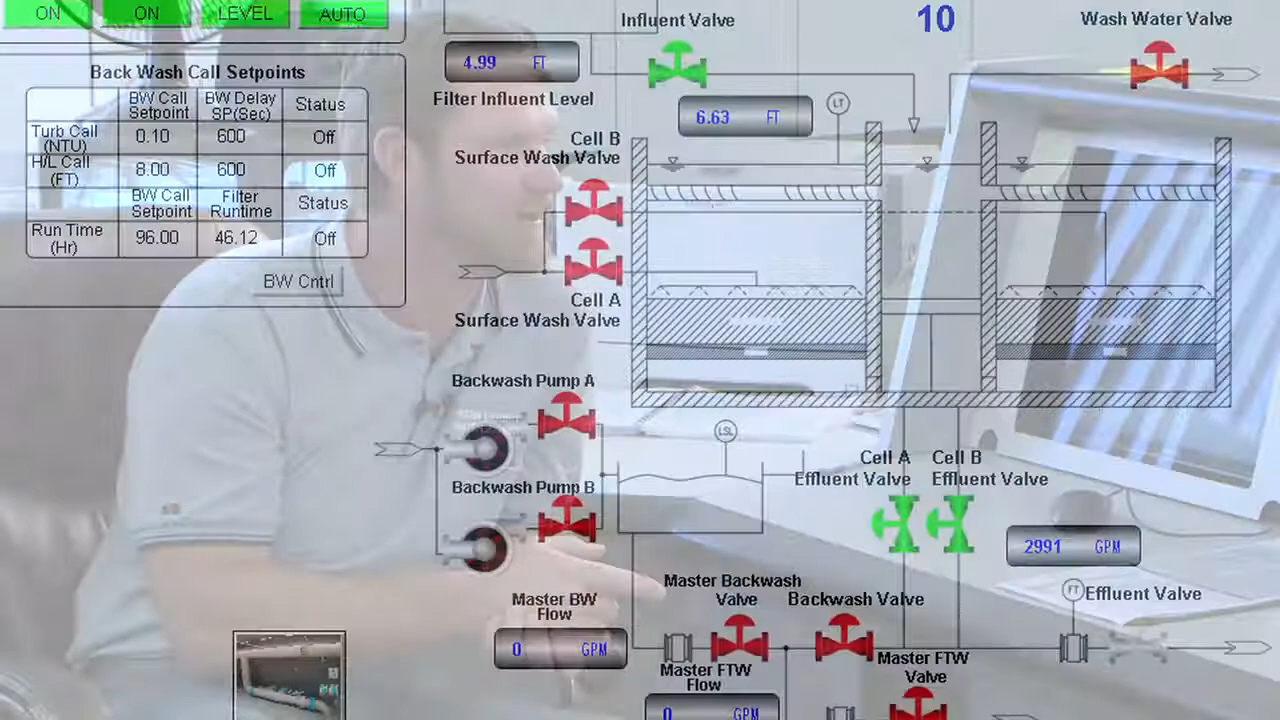 ON
ON
LEVEL
AUTO
Back Wash Call Setpoints
BW Call Setpoint
BW Delay SP(Sec)
Status
Turb Call (NTU)
0.10
600
Off
H/L Call (FT)
8.00
600
Off
BW Call Setpoint
Filter Runtime
Status
Run Time (Hr)
96.00
46.12
Off
BW Cntrl
Influent Valve
10
Wash Water Valve
4.99 FT
Filter Influent Level
6.63 FT
LT
Cell B
Surface Wash Valve
Cell A
Surface Wash Valve
Backwash Pump A
LSL
Backwash Pump B
Cell A
Effluent Valve
Cell B
Effluent Valve
2991 GPM
FT
Effluent Valve
Master BW
Flow
0 GPM
Master Backwash
Valve
Backwash Valve
Master FTW
Flow
0 GPM
Master FTW
Valve